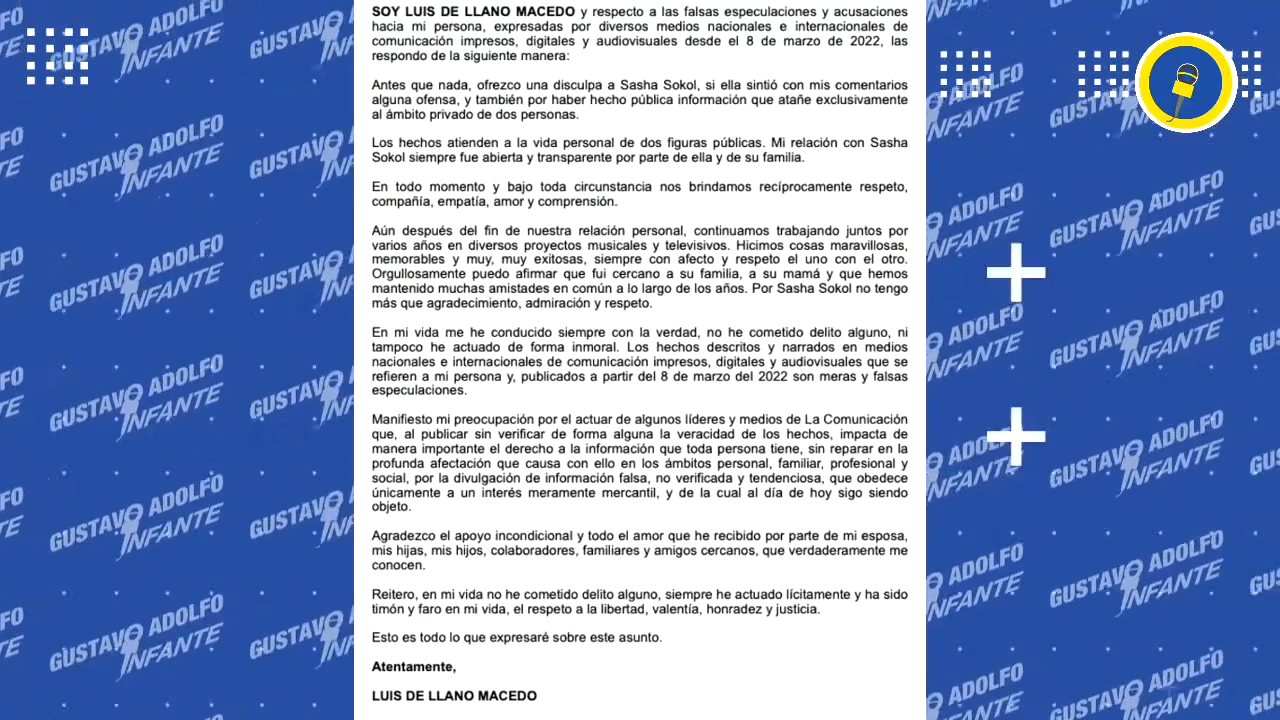 SOY LUIS DE LLANO MACEDO y respecto a las falsas especulaciones y acusaciones
hacia mi persona, expresadas por diversos medios nacionales e internacionales de
comunicación impresos, digitales y audiovisuales desde el 8 de marzo de 2022, las
respondo de la siguiente manera:
Antes que nada, ofrezco una disculpa a Sasha Sokol, si ella sintió con mis comentarios
alguna ofensa, y también por haber hecho pública información que atañe exclusivamente
al ámbito privado de dos personas.
Los hechos atienden a la vida personal de dos figuras públicas. Mi relación con Sasha
Sokol siempre fue abierta y transparente por parte de ella y de su familia.
En todo momento y bajo toda circunstancia nos brindamos recíprocamente respeto,
compañía, empatía, amor y comprensión.
Aún después del fin de nuestra relación personal, continuamos trabajando juntos por
varios años en diversos proyectos musicales y televisivos. Hicimos cosas maravillosas,
memorables y muy, muy exitosas, siempre con afecto y respeto el uno con el otro.
Orgullosamente puedo afirmar que fui cercano a su familia, a su mamá y que hemos
mantenido muchas amistades en común a lo largo de los años. Por Sasha Sokol no tengo
más que agradecimiento, admiración y respeto.
En mi vida me he conducido siempre con la verdad, no he cometido delito alguno, ni
tampoco he actuado de forma inmoral. Los hechos descritos y narrados en medios
nacionales e internacionales de comunicación impresos, digitales y audiovisuales que se
refieren a mi persona y, publicados a partir del 8 de marzo del 2022 son meras y falsas
especulaciones.
Manifiesto mi preocupación por el actuar de algunos líderes y medios de La Comunicación
que, al publicar sin verificar de forma alguna la veracidad de los hechos, impacta de
manera importante el derecho a la información que toda persona tiene, sin reparar en la
profunda afectación que causa con ello en los ámbitos personal, familiar, profesional y
social, por la divulgación de información falsa, no verificada y tendenciosa, que obedece
únicamente a un interés meramente mercantil, y de la cual al día de hoy sigo siendo
objeto.
Agradezco el apoyo incondicional y todo el amor que he recibido por parte de mi esposa,
mis hijas, mis hijos, colaboradores, familiares y amigos cercanos, que verdaderamente me
conocen.
Reitero, en mi vida no he cometido delito alguno, siempre he actuado lícitamente y ha sido
timón y faro en mi vida, el respeto a la libertad, valentía, honradez y justicia.
Esto es todo lo que expresaré sobre este asunto.
Atentamente,
LUIS DE LLANO MACEDO
GUSTAVO ADOLFO
INFANTE